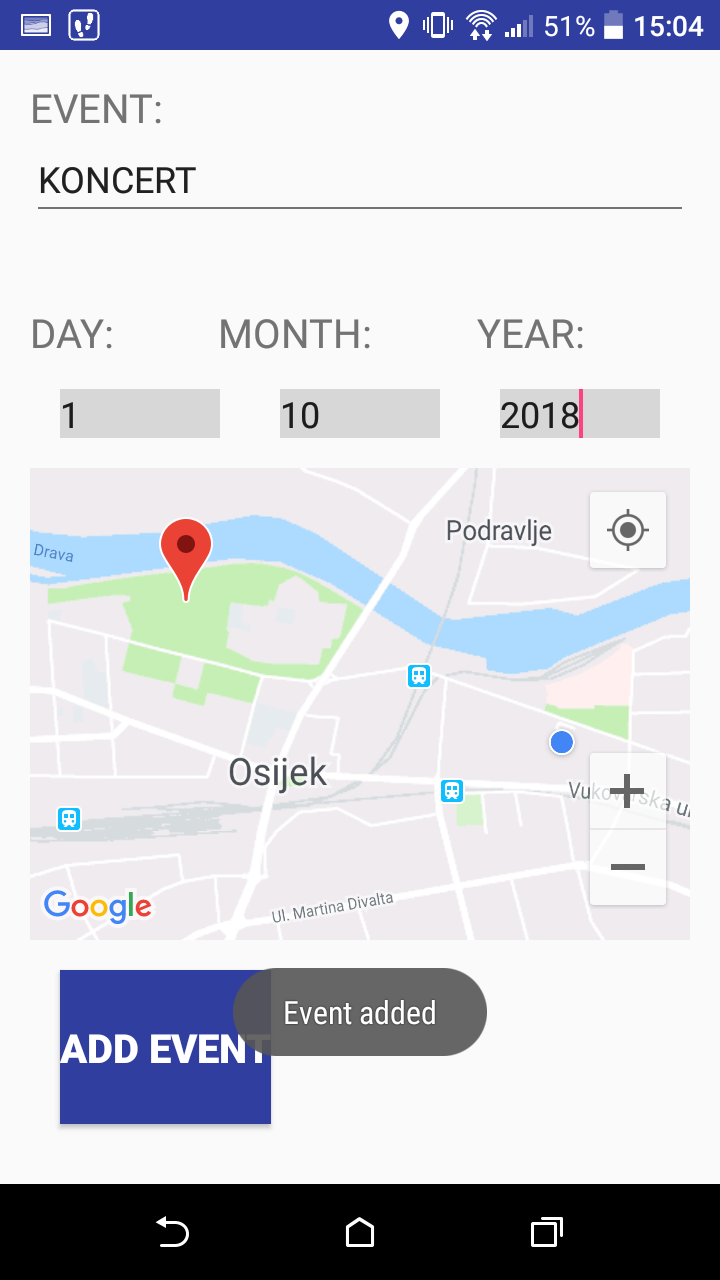 51% 15:04
EVENT:
KONCERT
DAY: MONTH: YEAR:
1 10 2018
Podravlje
Drava
Osijek
Ul. Martina Divalta
Google
Event added
ADD EVENT